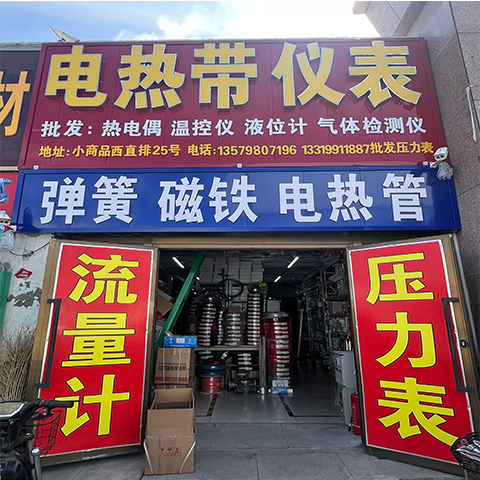 电热带 仪表
批发：热电偶 温控仪 液位计 气体检测仪
地址：小商品西直排25号 电话：13579807196 13319911887批发压力表
弹簧 磁铁 电热管
流量计
压力表
材